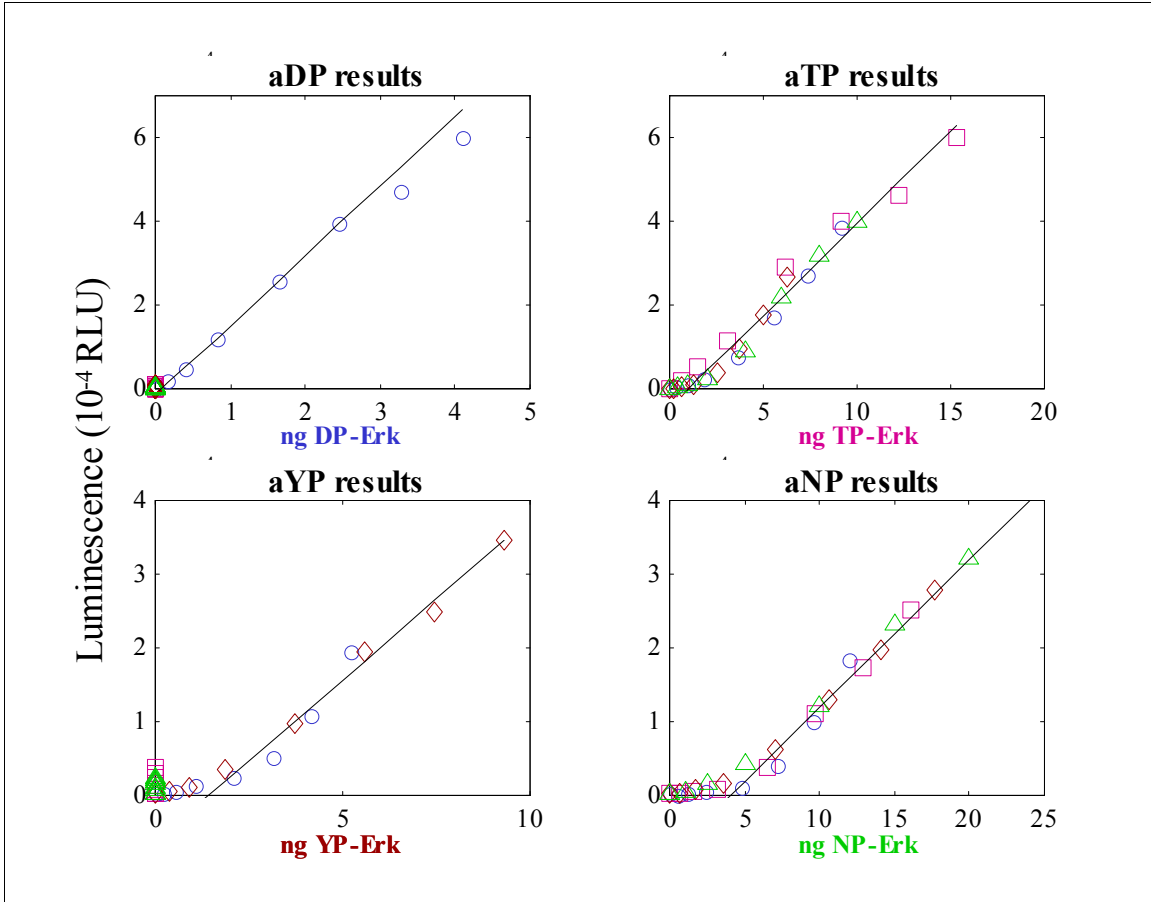 aDP results
aTP results
6
4
2
0
0 1 2 3 4 5
ng DP-Erk
6
4
2
0
0 5 10 15 20
ng TP-Erk
Luminescence (10-4 RLU)
aYP results
aNP results
4
3
2
1
0
0 5 10
ng YP-Erk
4
3
2
1
0
0 5 10 15 20 25
ng NP-Erk